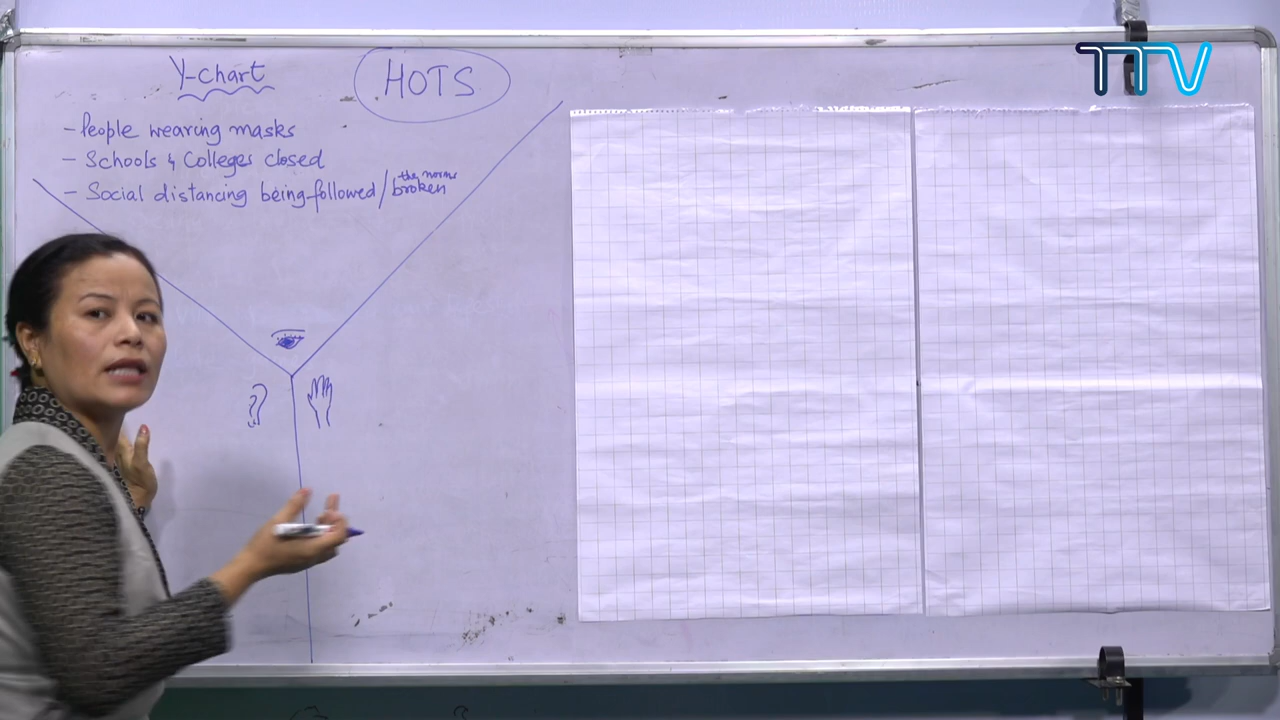 TTV
Y-chart
HOTS
- People wearing masks
- Schools & Colleges closed
- Social distancing being followed/the norms broken